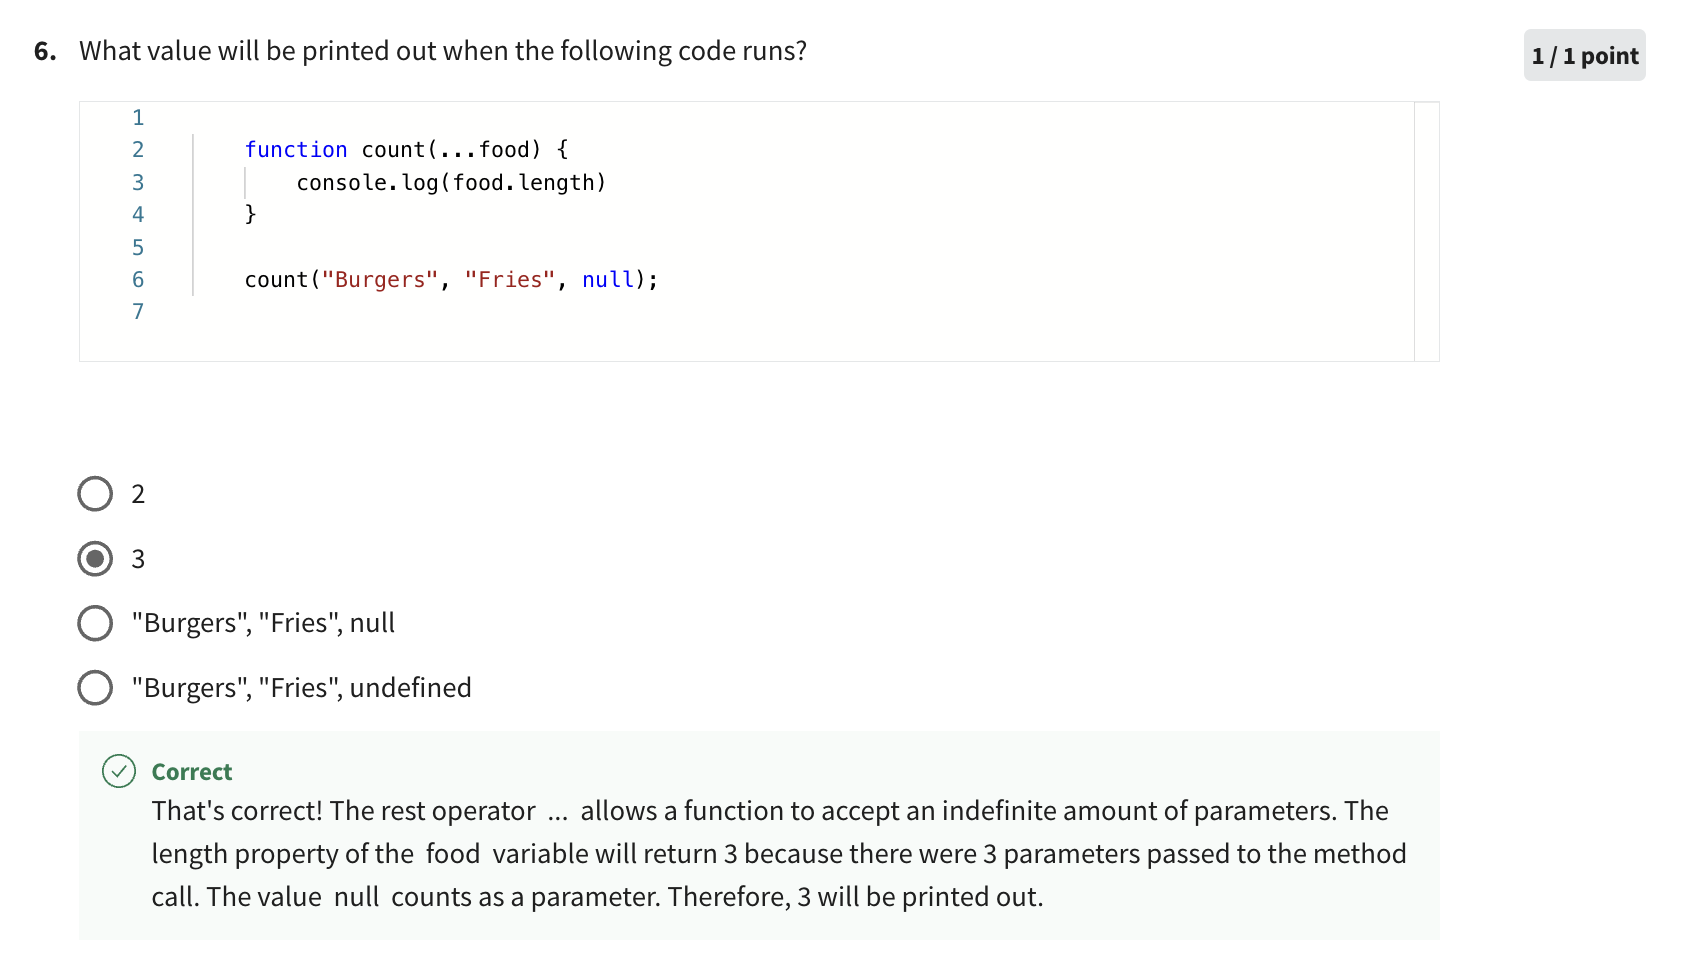 6. What value will be printed out when the following code runs?
1 / 1 point
1
2 function count(...food) {
3 console.log(food.length)
4 }
5
6 count("Burgers", "Fries", null);
7
2
3
"Burgers", "Fries", null
"Burgers", "Fries", undefined
Correct
That's correct! The rest operator ... allows a function to accept an indefinite amount of parameters. The
length property of the food variable will return 3 because there were 3 parameters passed to the method
call. The value null counts as a parameter. Therefore, 3 will be printed out.